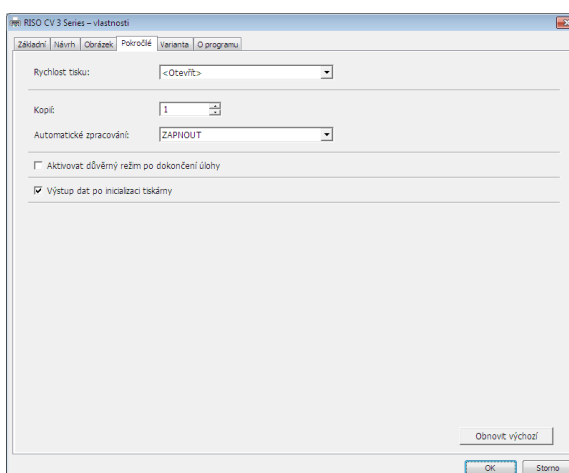 RISO CV 3 Series – vlastnosti
Základní Návrh Obrázek Pokročilé Varianta O programu
Rychlost tisku: <Otevřít>
Kopií: 1
Automatické zpracování: ZAPNOUT
Aktivovat důvěrný režim po dokončení úlohy
Výstup dat po inicializaci tiskárny
Obnovit výchozí
OK Storno